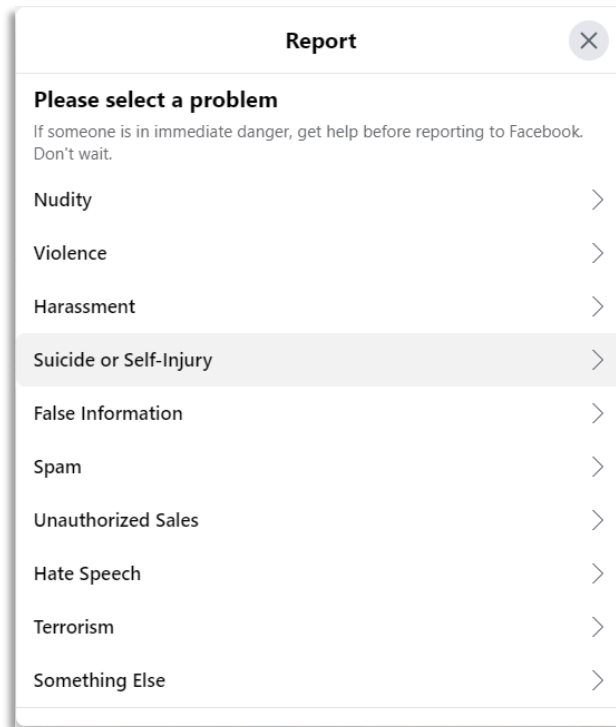 Report
Please select a problem
If someone is in immediate danger, get help before reporting to Facebook.
Don't wait.
Nudity
Violence
Harassment
Suicide or Self-Injury
False Information
Spam
Unauthorized Sales
Hate Speech
Terrorism
Something Else